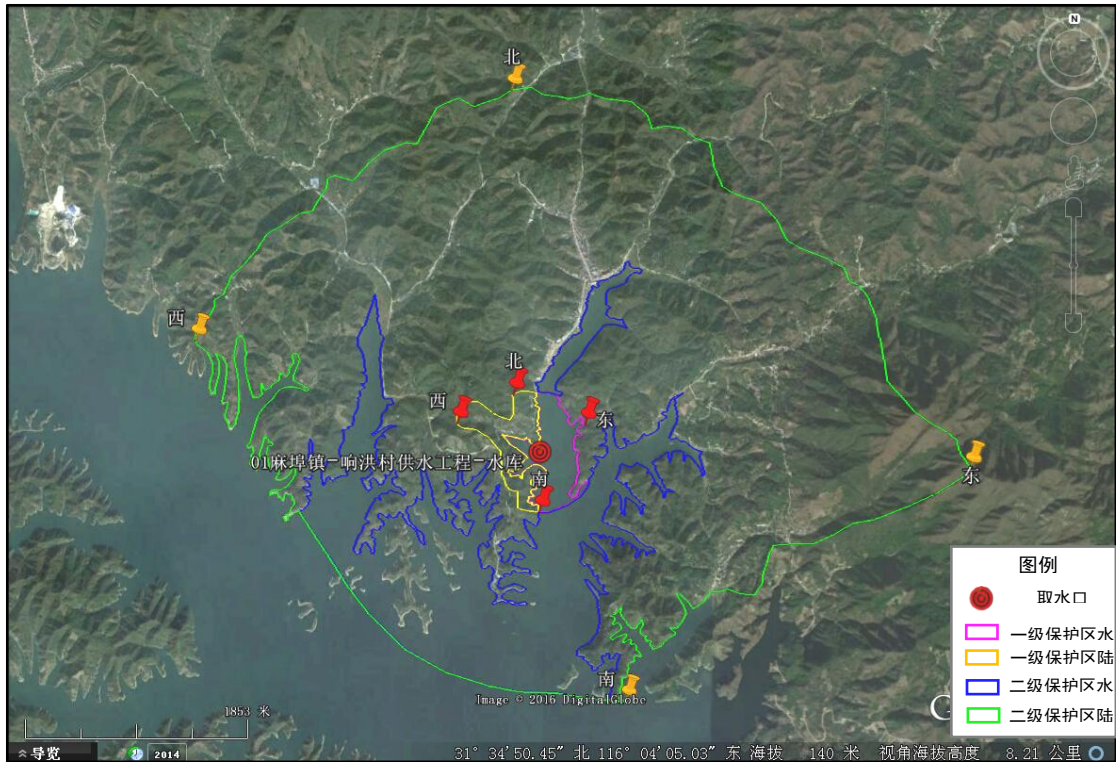 N
北
西
北
西
东
01麻埠镇-响洪村供水工程-水库
南
东
南
Image © 2016 DigitalGlobe
1853 米
导览
2014
31° 34′50.45″ 北 116° 04′05.03″ 东 海拔 140 米 视角海拔高度 8.21 公里
图例
取水口
一级保护区水
一级保护区陆
二级保护区水
二级保护区陆